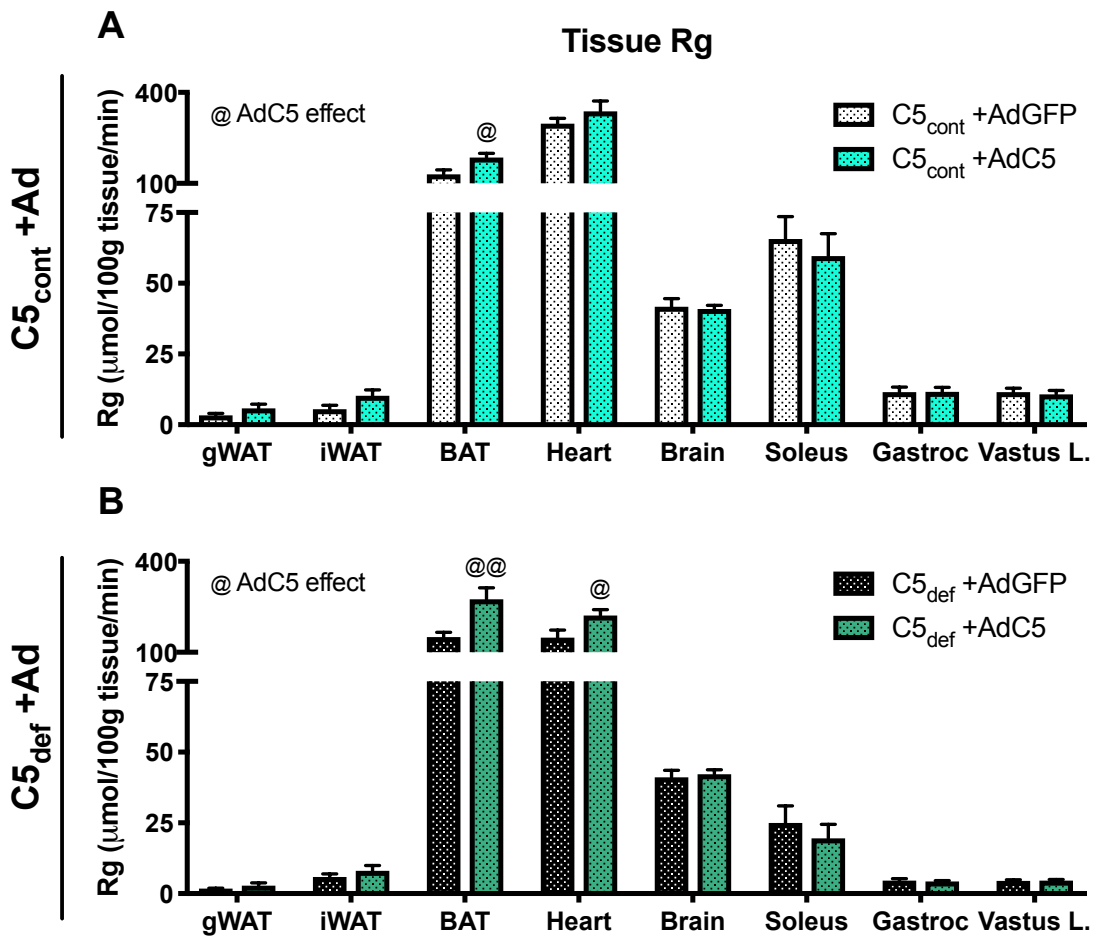 A
Tissue Rg
C5cont +Ad
Rg (μmol/100g tissue/min)
@ AdC5 effect
@
C5cont +AdGFP
C5cont +AdC5
400
100
75
50
25
0
gWAT iWAT BAT Heart Brain Soleus Gastroc Vastus L.
B
C5def +Ad
Rg (μmol/100g tissue/min)
@ AdC5 effect
@@
@
C5def +AdGFP
C5def +AdC5
400
100
75
50
25
0
gWAT iWAT BAT Heart Brain Soleus Gastroc Vastus L.